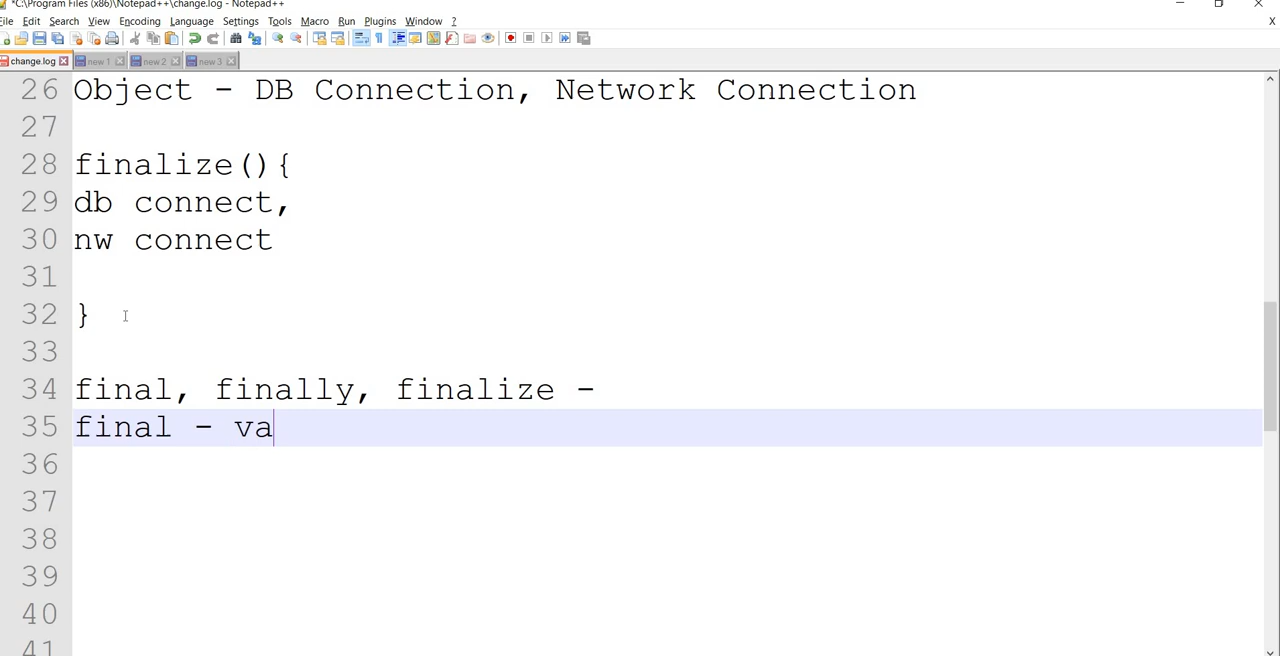 *C:\Program Files (x86)\Notepad++\change.log - Notepad++
File Edit Search View Encoding Language Settings Tools Macro Run Plugins Window ? X
change.log new 1 new 2 new 3
26 Object - DB Connection, Network Connection
27
28 finalize(){
29 db connect,
30 nw connect
31
32 }
33
34 final, finally, finalize -
35 final - va
36
37
38
39
40
41